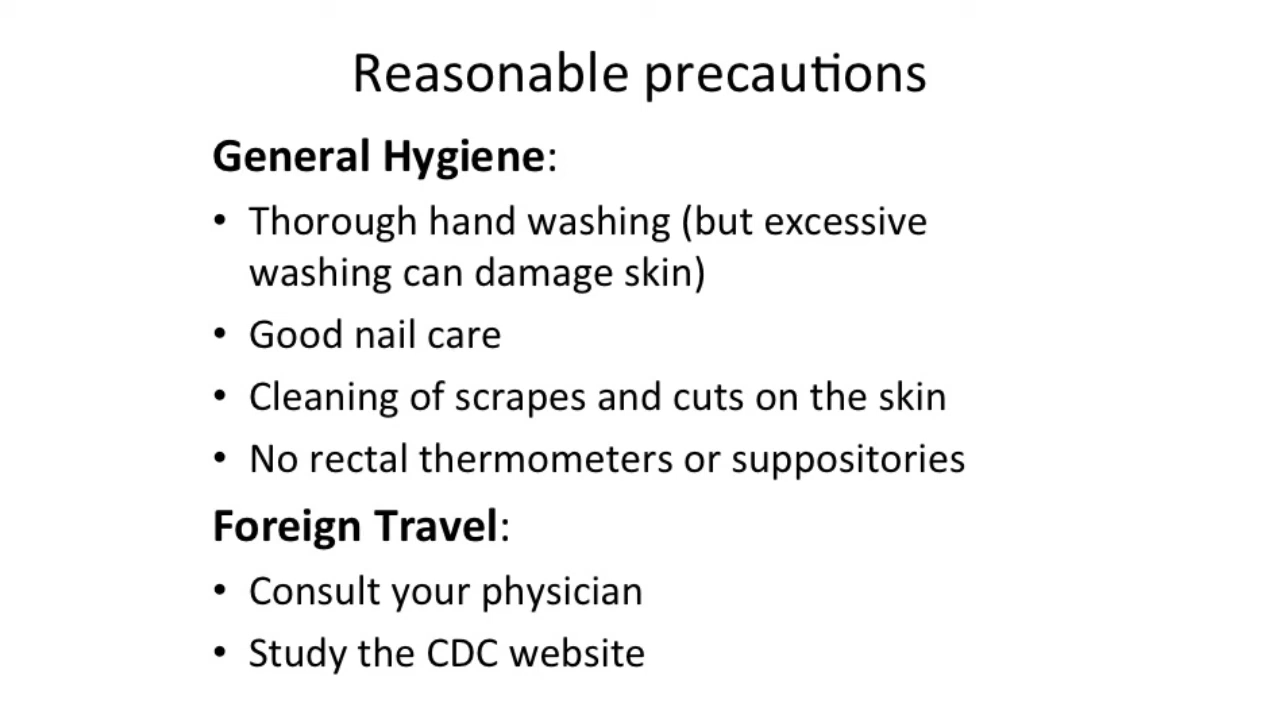 Reasonable precautions
General Hygiene:
• Thorough hand washing (but excessive
washing can damage skin)
• Good nail care
• Cleaning of scrapes and cuts on the skin
• No rectal thermometers or suppositories
Foreign Travel:
• Consult your physician
• Study the CDC website